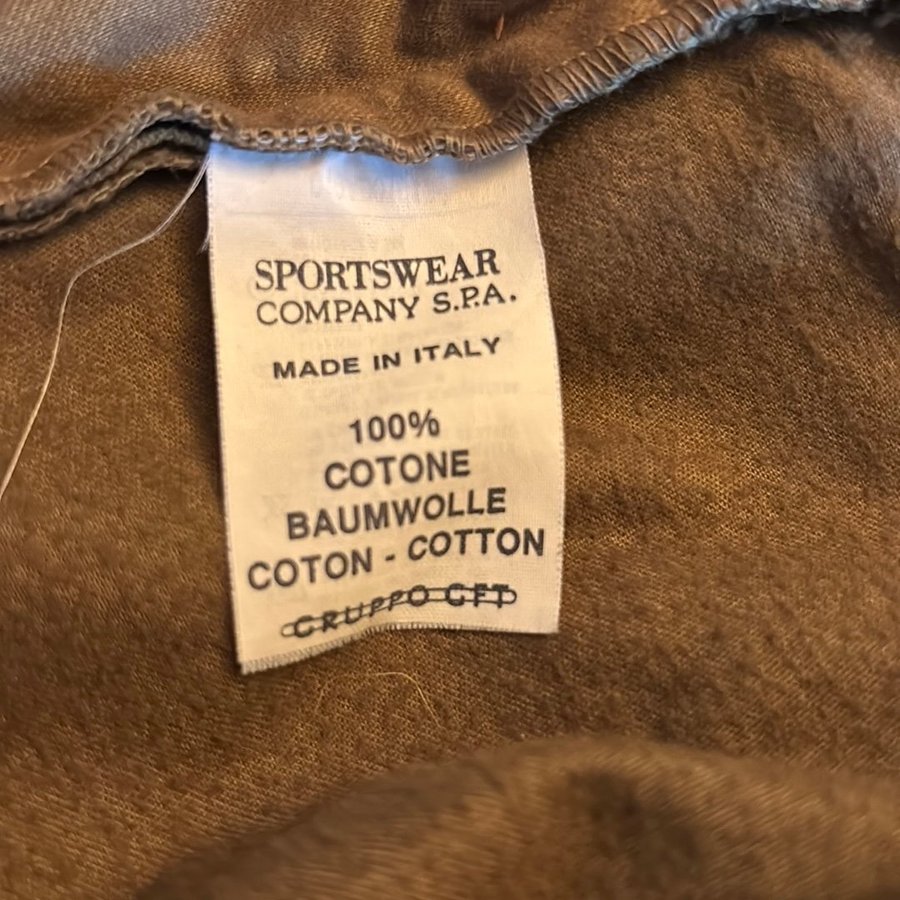 SPORTSWEAR
COMPANY S.P.A.
MADE IN ITALY
100%
COTONE
BAUMWOLLE
COTON - COTTON
GRUPPO GFT